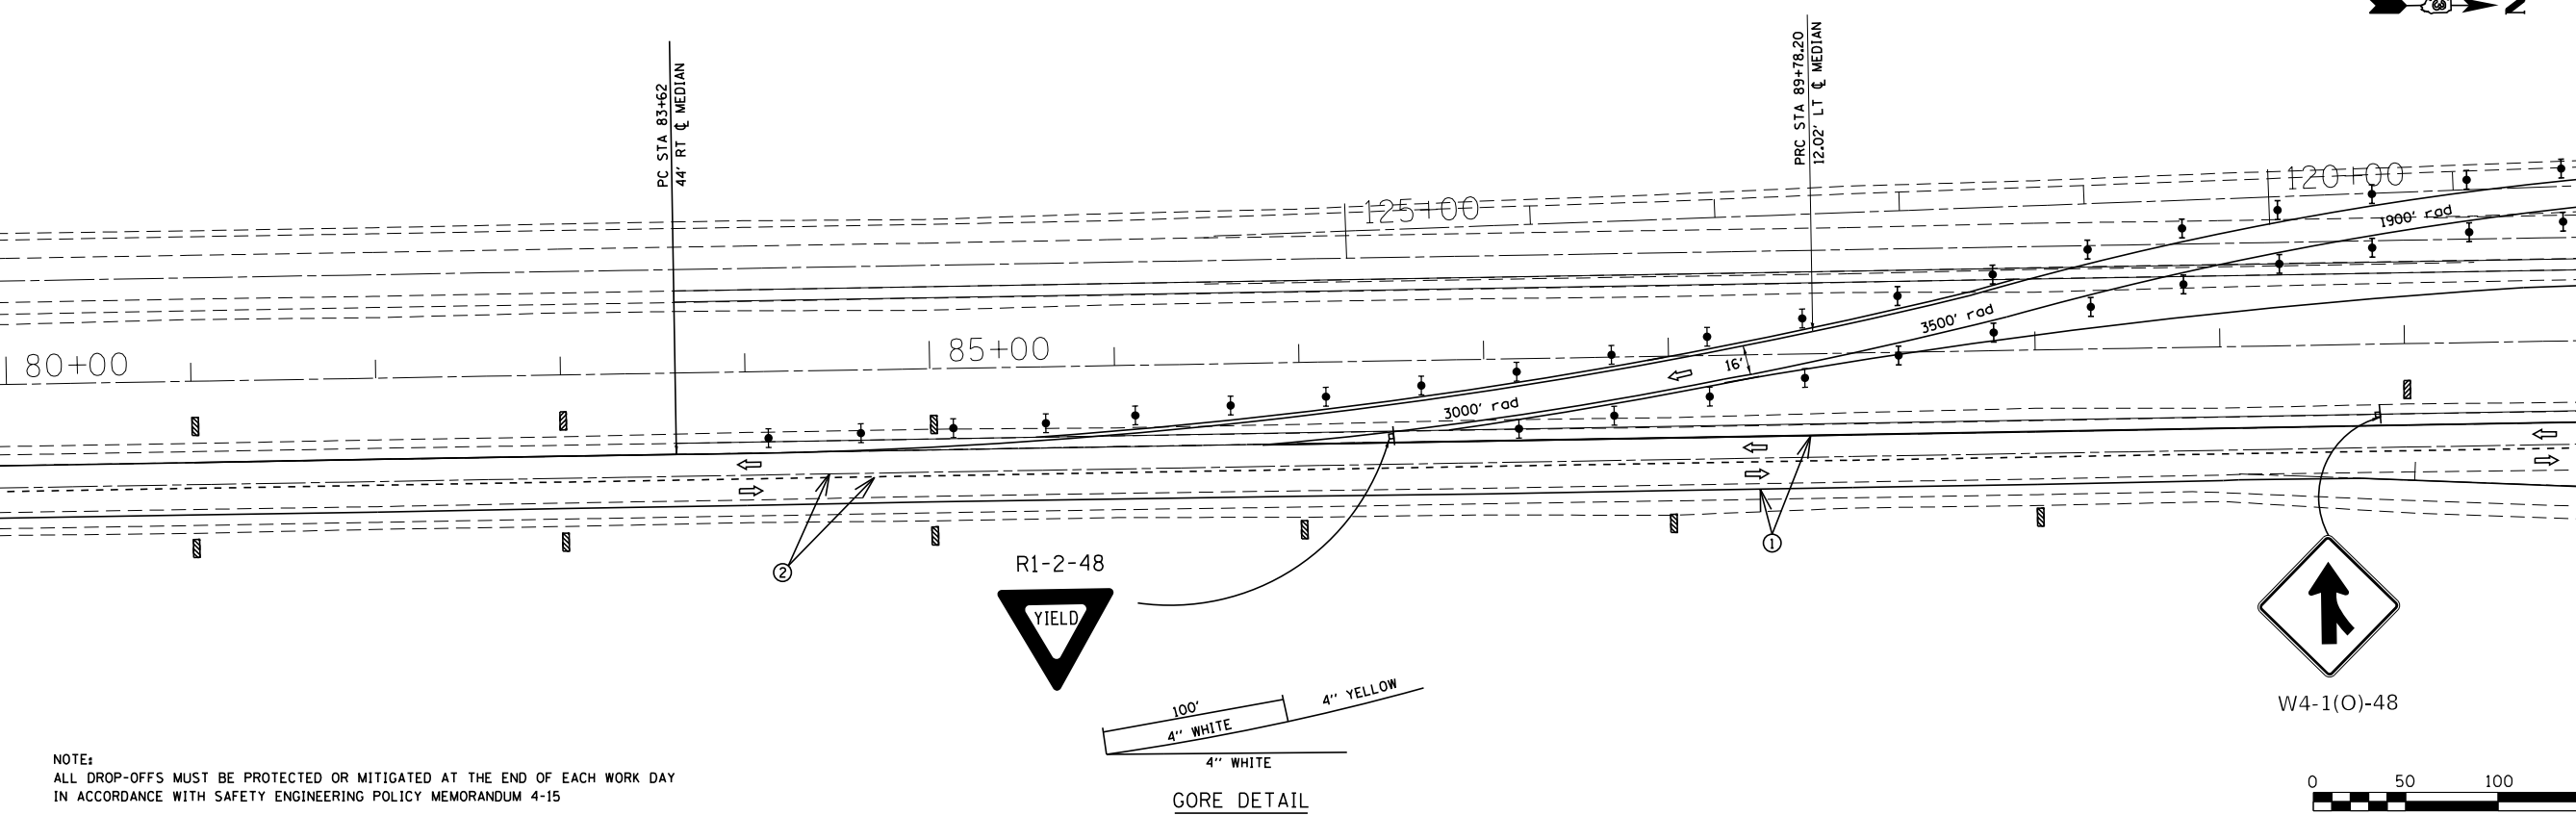 PC STA 83+62
44' RT ℄ MEDIAN
PRC STA 89+78.20
12.02' LT ℄ MEDIAN
125+00
120+00
1900' rad
3500' rad
80+00
85+00
16'
3000' rad
2
1
R1-2-48
YIELD
W4-1(O)-48
100'
4'' WHITE
4'' YELLOW
4'' WHITE
GORE DETAIL
NOTE:
ALL DROP-OFFS MUST BE PROTECTED OR MITIGATED AT THE END OF EACH WORK DAY
IN ACCORDANCE WITH SAFETY ENGINEERING POLICY MEMORANDUM 4-15
0 50 100